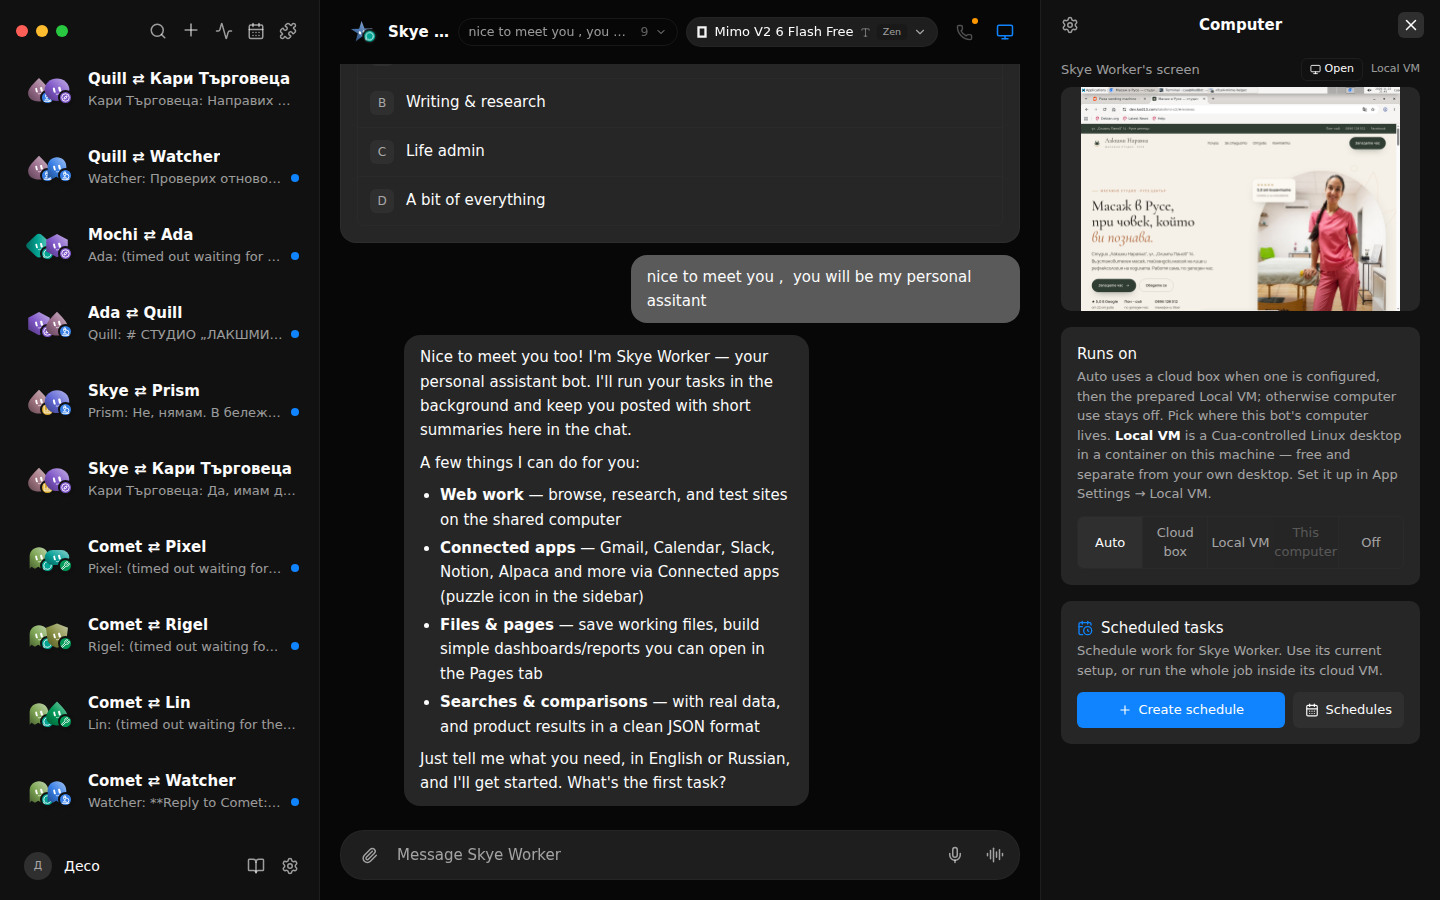 Quill ⇄ Кари Търговеца
Кари Търговеца: Направих ...
Quill ⇄ Watcher
Watcher: Проверих отново...
Mochi ⇄ Ada
Ada: (timed out waiting for ...
Ada ⇄ Quill
Quill: # СТУДИО „ЛАКШМИ...
Skye ⇄ Prism
Prism: Не, нямам. В бележ...
Skye ⇄ Кари Търговеца
Кари Търговеца: Да, имам д...
Comet ⇄ Pixel
Pixel: (timed out waiting for...
Comet ⇄ Rigel
Rigel: (timed out waiting fo...
Comet ⇄ Lin
Lin: (timed out waiting for the...
Comet ⇄ Watcher
Watcher: **Reply to Comet:...
Д
Десо
Skye ...
nice to meet you , you ... 9
Mimo V2 6 Flash Free Zen
B Writing & research
C Life admin
D A bit of everything
nice to meet you , you will be my personal
assitant
Nice to meet you too! I'm Skye Worker — your
personal assistant bot. I'll run your tasks in the
background and keep you posted with short
summaries here in the chat.
A few things I can do for you:
• Web work — browse, research, and test sites
on the shared computer
• Connected apps — Gmail, Calendar, Slack,
Notion, Alpaca and more via Connected apps
(puzzle icon in the sidebar)
• Files & pages — save working files, build
simple dashboards/reports you can open in
the Pages tab
• Searches & comparisons — with real data,
and product results in a clean JSON format
Just tell me what you need, in English or Russian,
and I'll get started. What's the first task?
Message Skye Worker
Computer
Skye Worker's screen
Open
Local VM
Масаж в Русе,
при човек, който
ви познава.
Runs on
Auto uses a cloud box when one is configured,
then the prepared Local VM; otherwise computer
use stays off. Pick where this bot's computer
lives. Local VM is a Cua-controlled Linux desktop
in a container on this machine — free and
separate from your own desktop. Set it up in App
Settings → Local VM.
Auto
Cloud
box
Local VM
This
computer
Off
Scheduled tasks
Schedule work for Skye Worker. Use its current
setup, or run the whole job inside its cloud VM.
Create schedule
Schedules